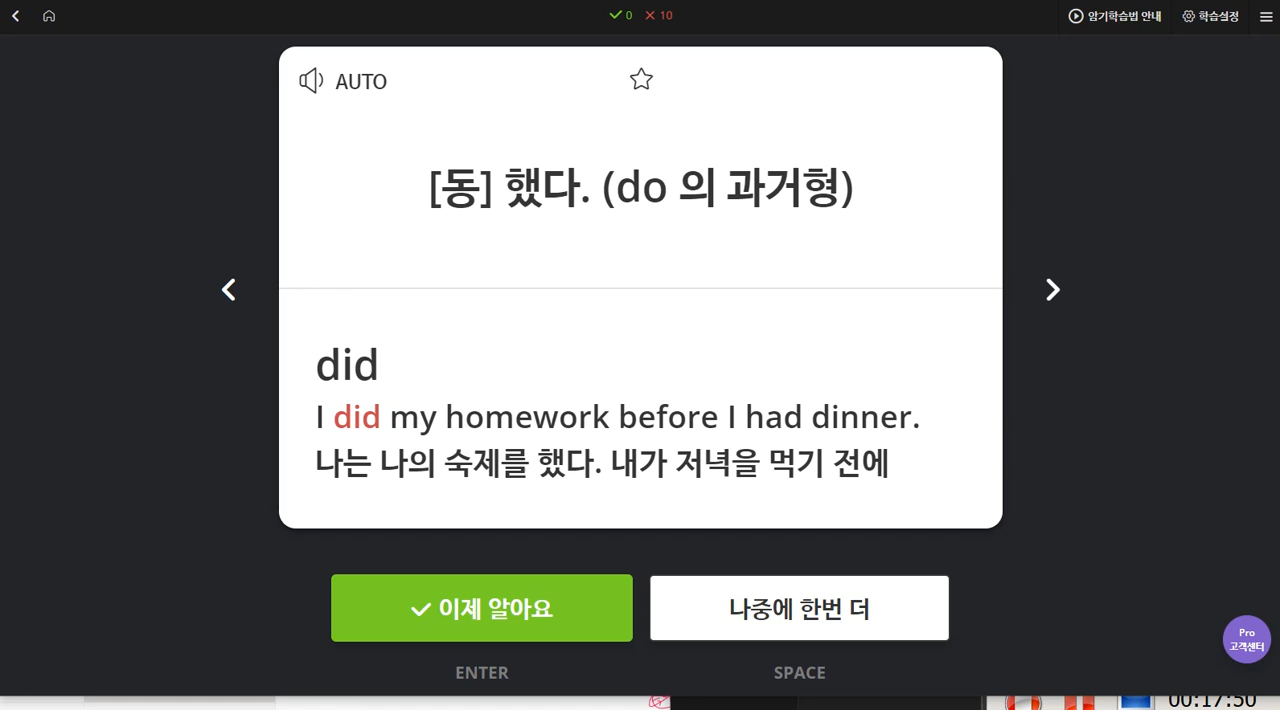 0 10 암기학습법 안내 학습설정
AUTO
[동] 했다. (do 의 과거형)
did
I did my homework before I had dinner.
나는 나의 숙제를 했다. 내가 저녁을 먹기 전에
이제 알아요 나중에 한번 더
Pro
고객센터
ENTER SPACE
00:17:50